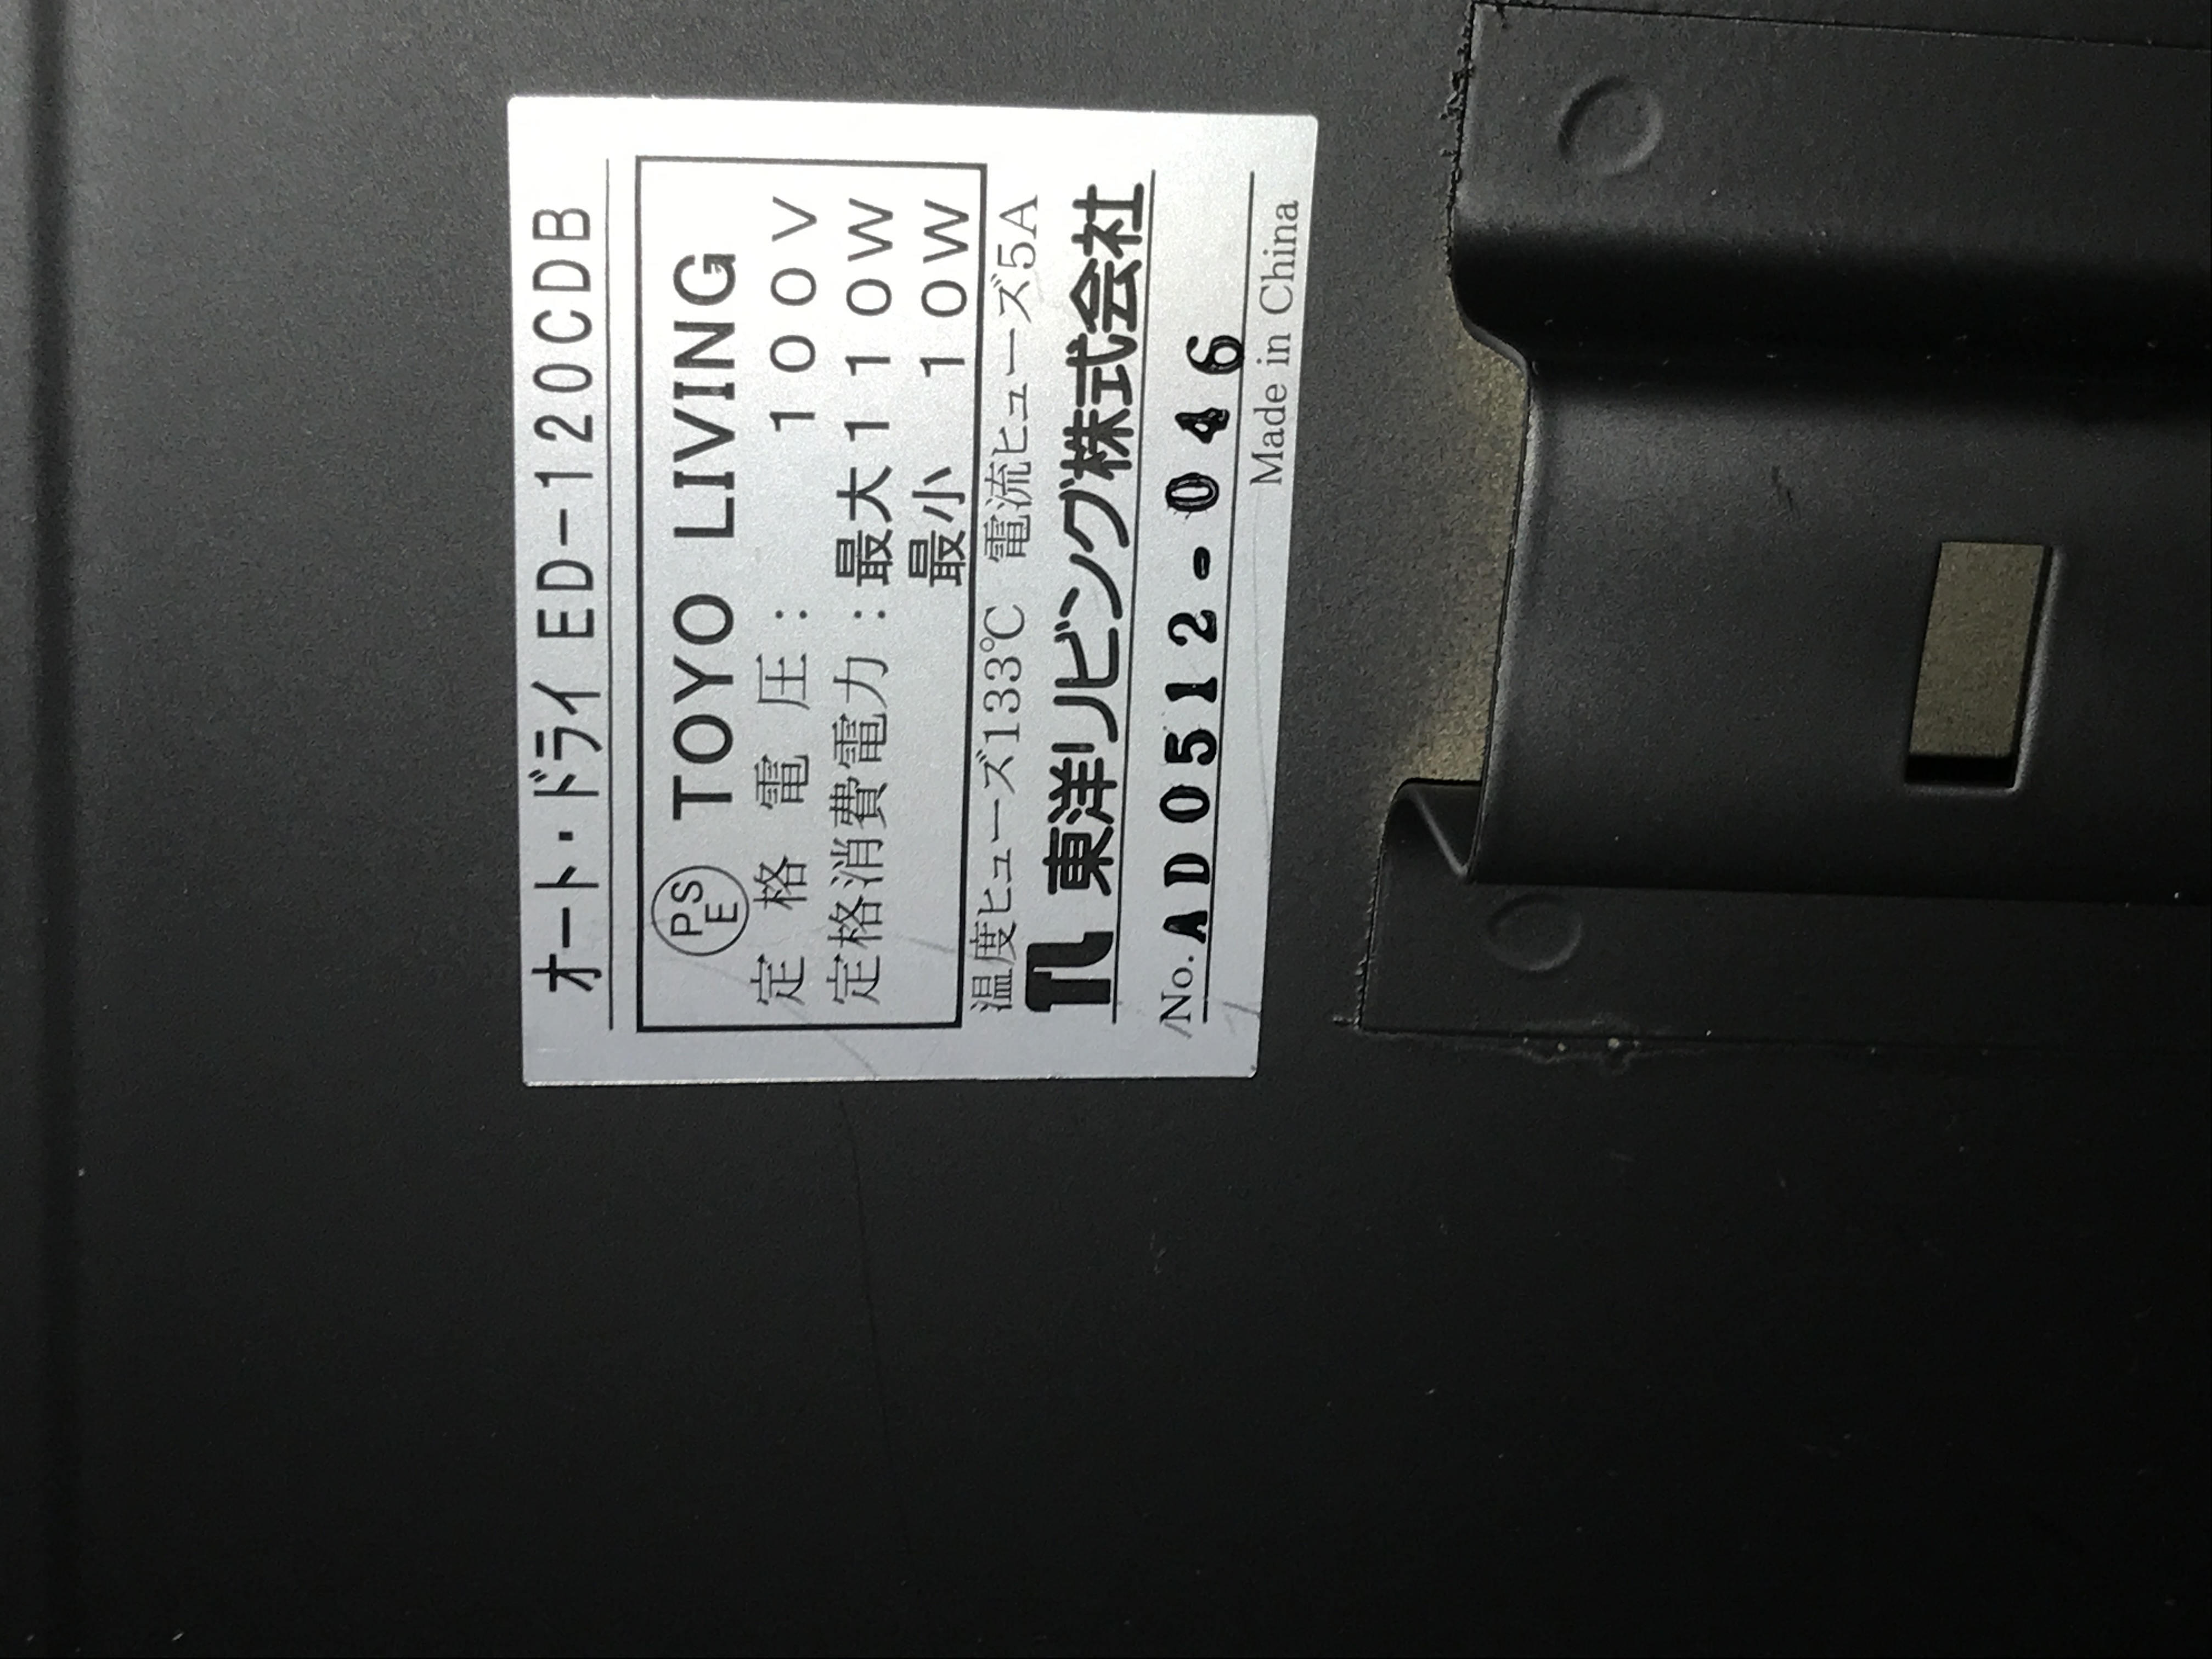 オート・ドライ ED-120CDB
PSE TOYO LIVING
定格電圧: 100V
定格消費電力: 最大110W
最小 10W
温度ヒューズ133℃ 電流ヒューズ5A
TL 東洋リビング株式会社
No. AD0512-046
Made in China